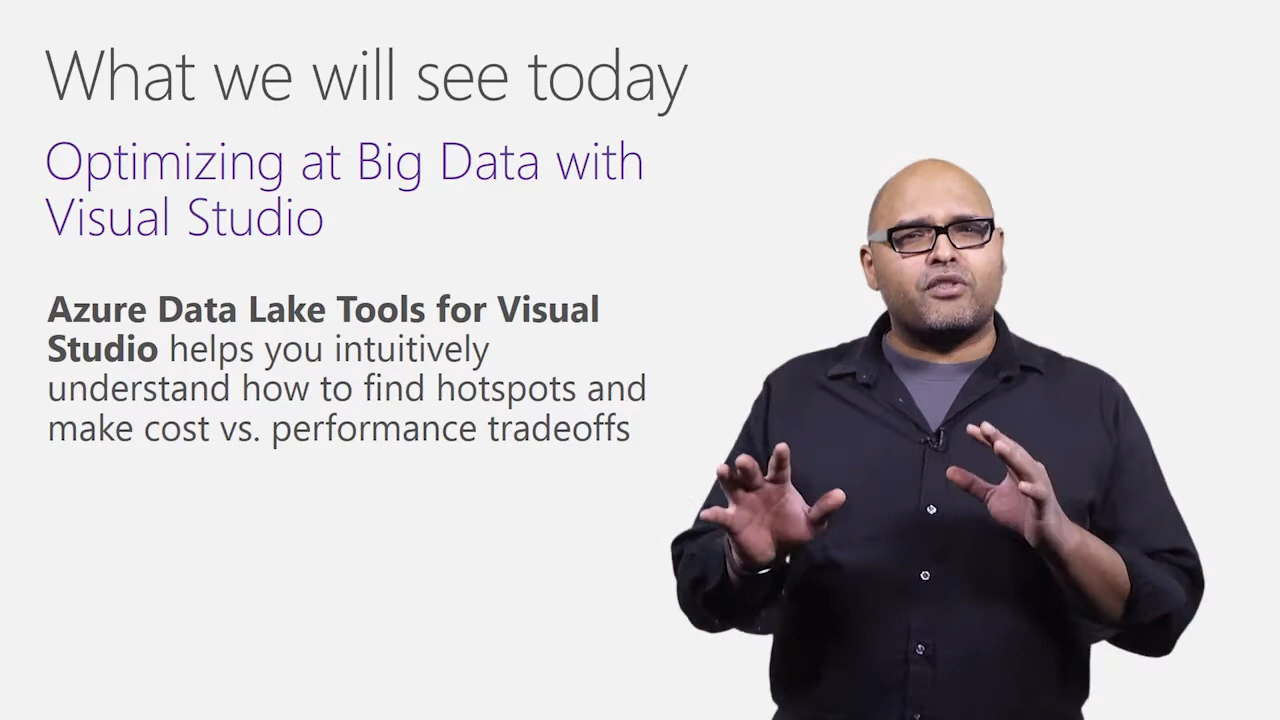 What we will see today
Optimizing at Big Data with
Visual Studio
Azure Data Lake Tools for Visual
Studio helps you intuitively
understand how to find hotspots and
make cost vs. performance tradeoffs